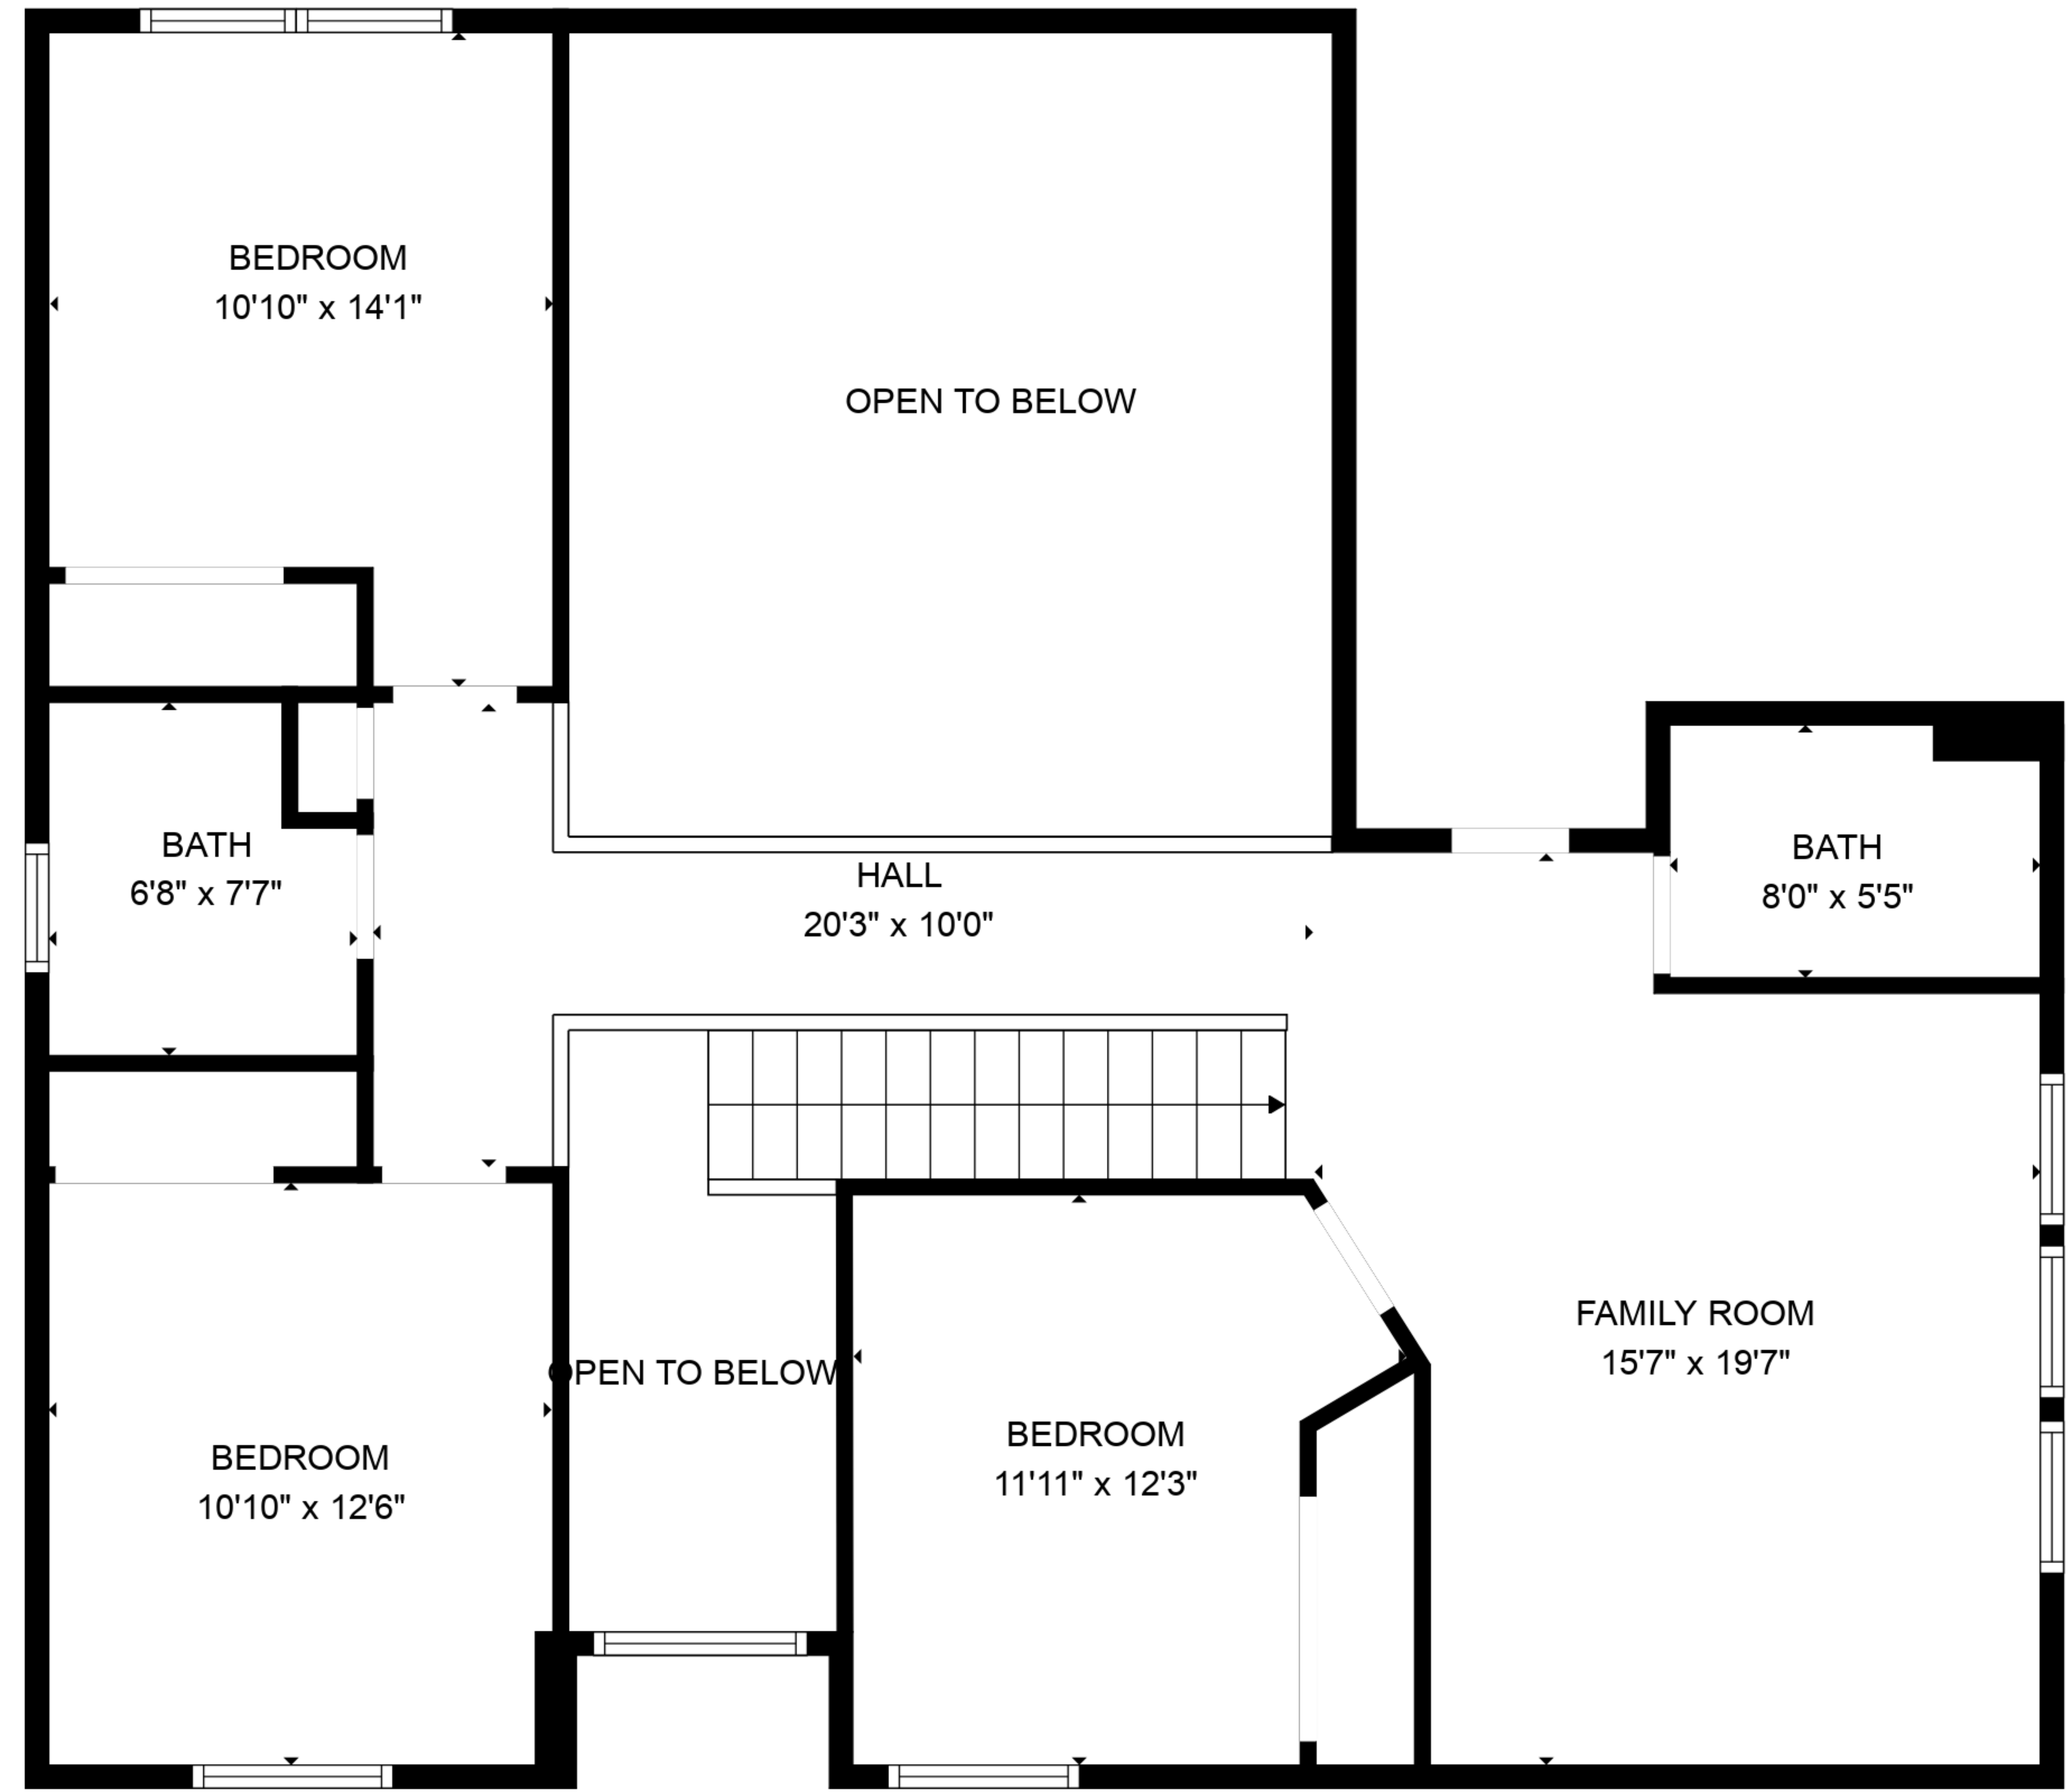 BEDROOM
10'10" x 14'1"
OPEN TO BELOW
BATH
6'8" x 7'7"
HALL
20'3" x 10'0"
BATH
8'0" x 5'5"
OPEN TO BELOW
FAMILY ROOM
15'7" x 19'7"
BEDROOM
10'10" x 12'6"
BEDROOM
11'11" x 12'3"